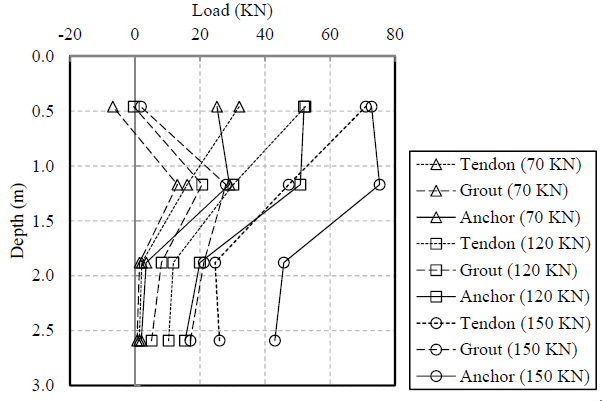 Load (KN)
-20 0 20 40 60 80
0.0
0.5
1.0
1.5
2.0
2.5
3.0
Depth (m)
Tendon (70 KN)
Grout (70 KN)
Anchor (70 KN)
Tendon (120 KN)
Grout (120 KN)
Anchor (120 KN)
Tendon (150 KN)
Grout (150 KN)
Anchor (150 KN)